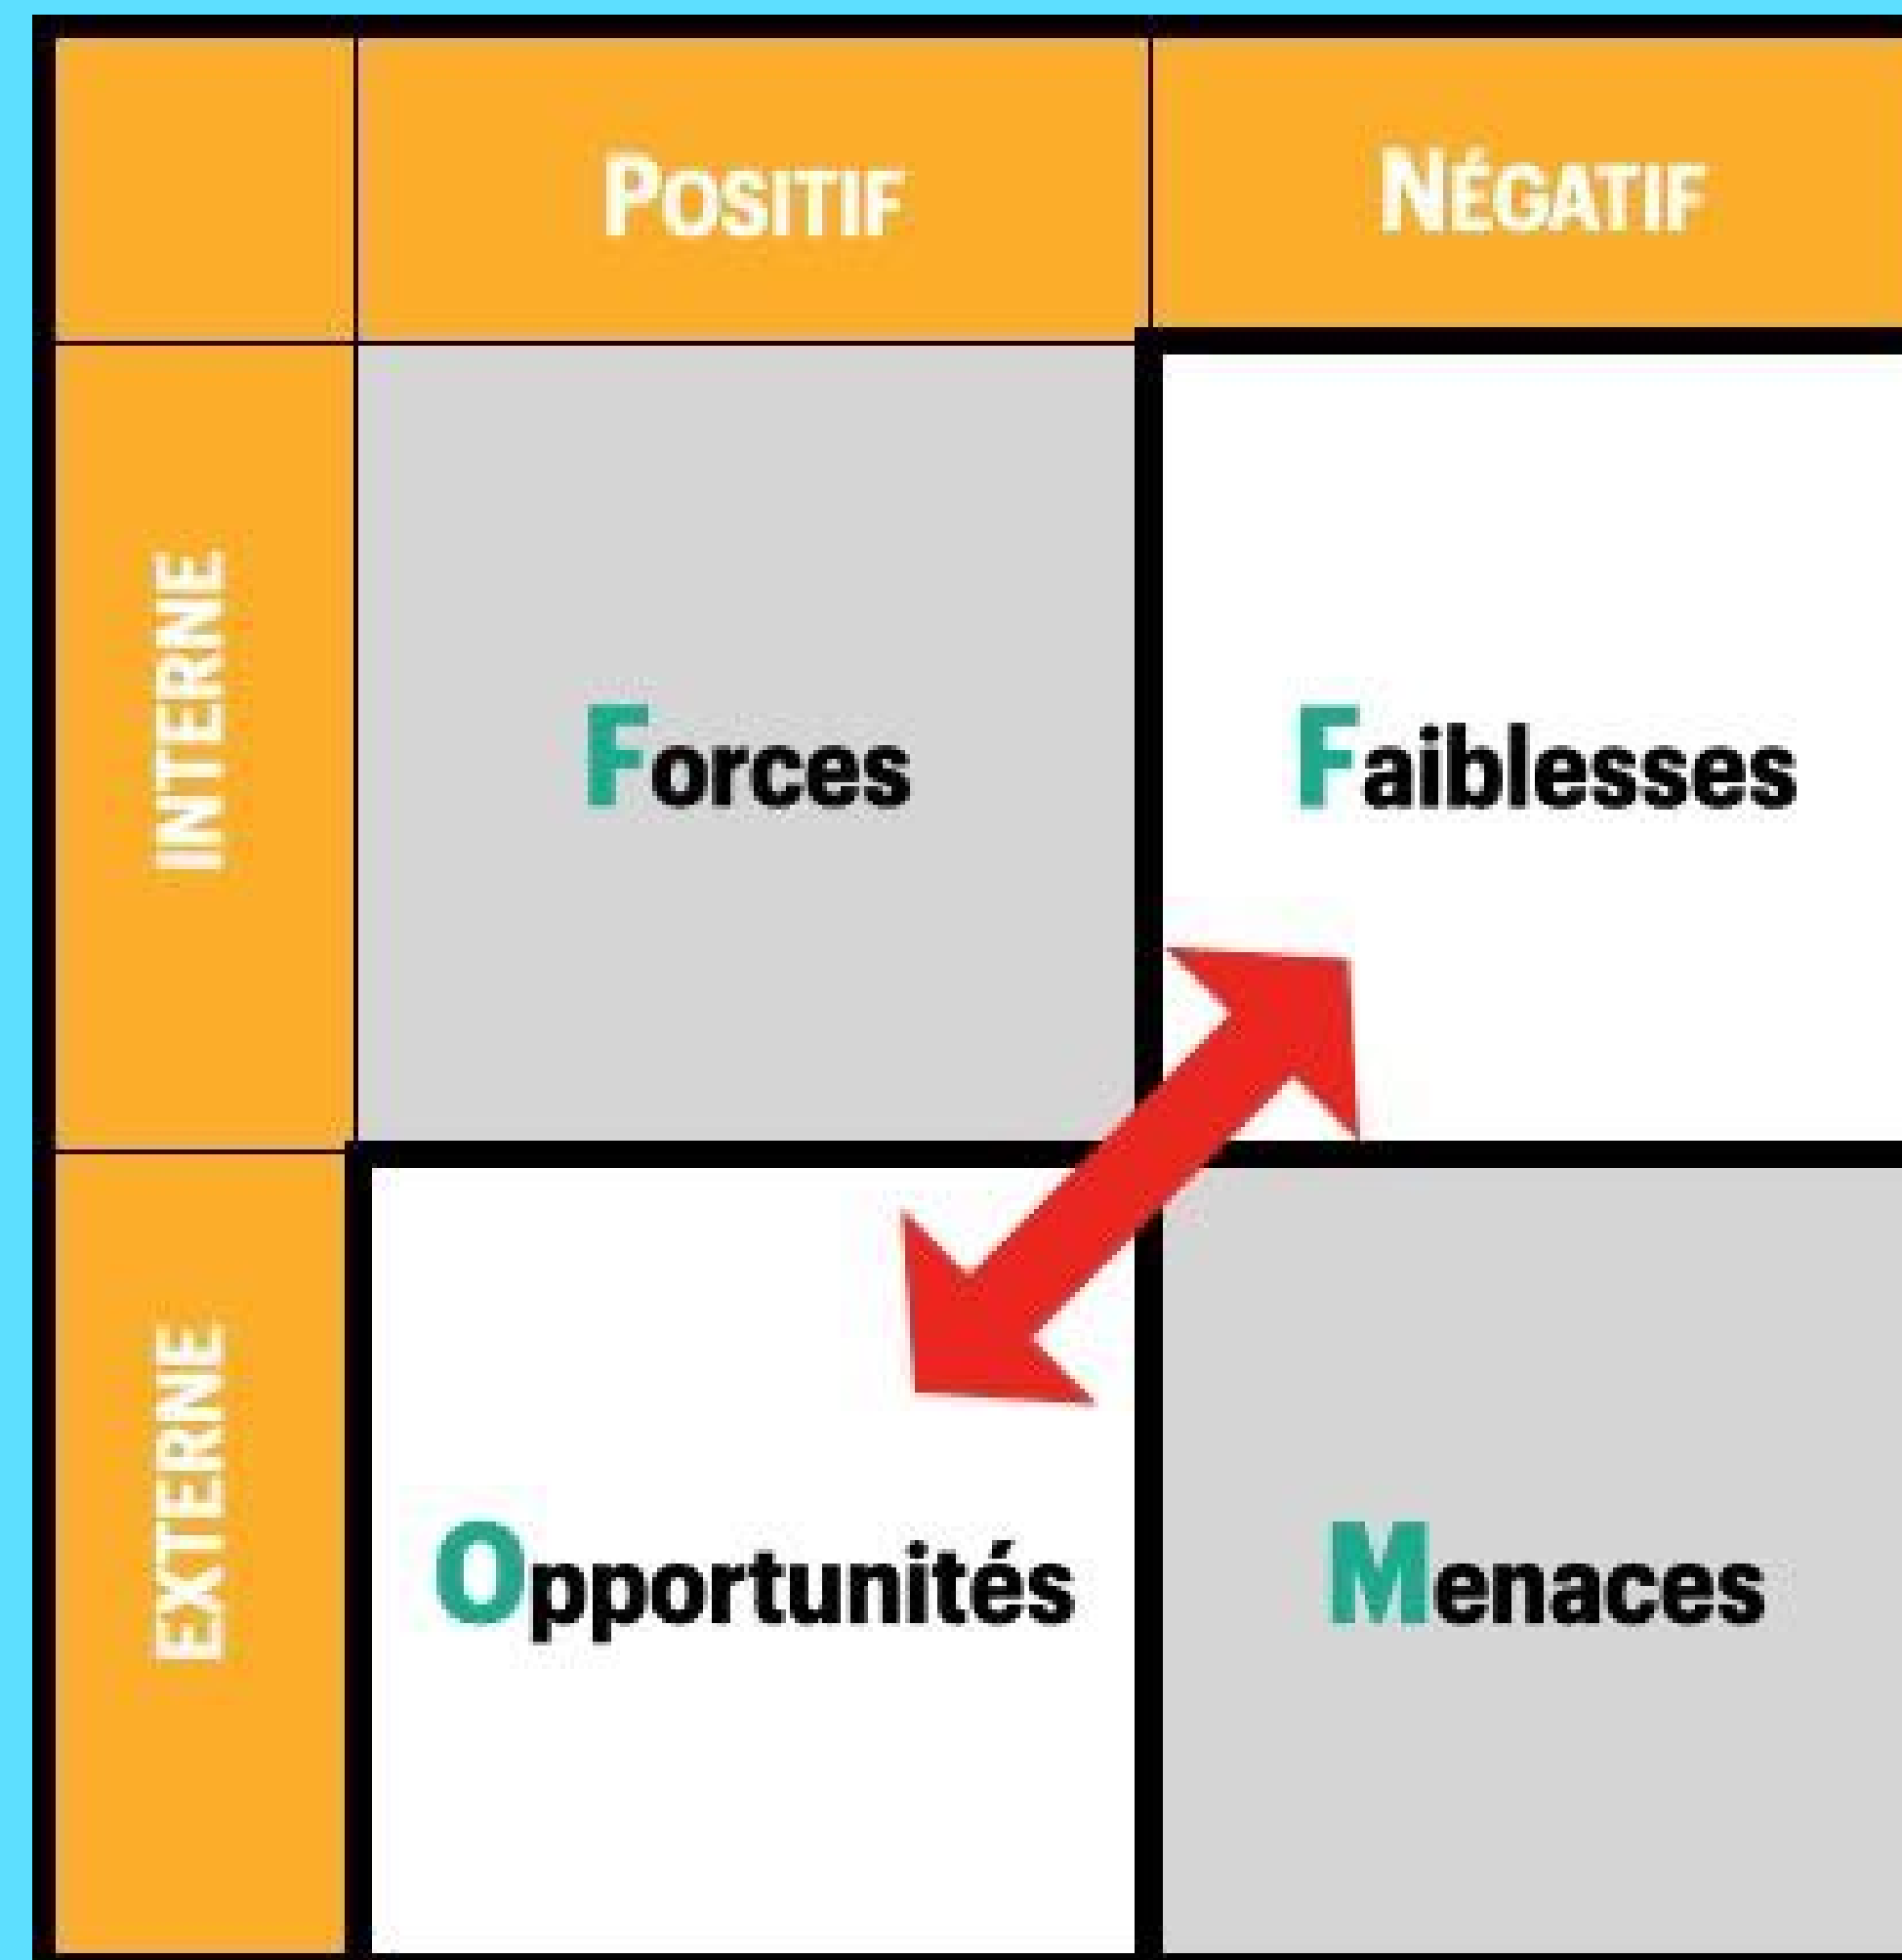 POSITIF
NÉGATIF
INTERNE
Forces
Faiblesses
EXTERNE
Opportunités
Menaces